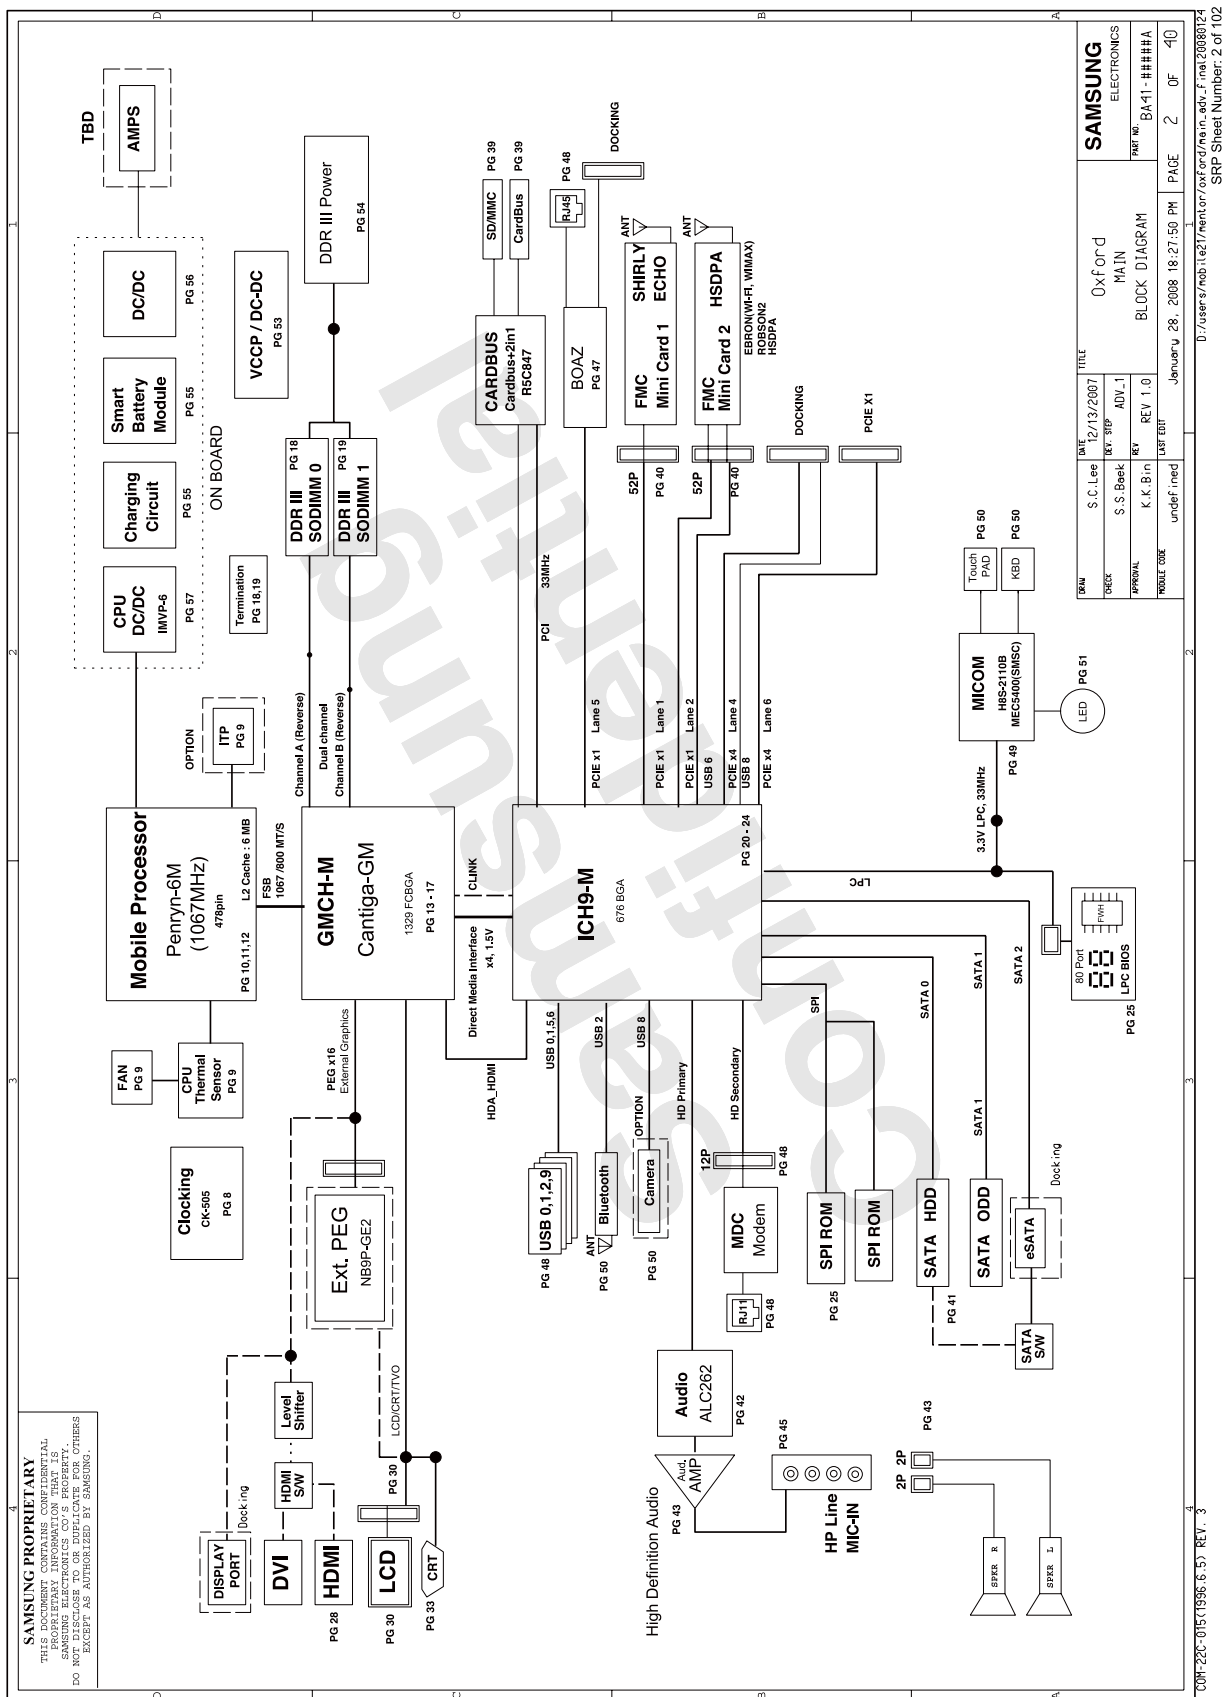 SAMSUNG PROPRIETARY
THIS DOCUMENT CONTAINS CONFIDENTIAL
PROPRIETARY INFORMATION THAT IS
SAMSUNG ELECTRONICS CO'S PROPERTY.
DO NOT DISCLOSE TO OR DUPLICATE FOR OTHERS
EXCEPT AS AUTHORIZED BY SAMSUNG.
4
3
2
1
D
C
B
A
Samsung
Confidential
Clocking
CK-505
PG 8
FAN
PG 9
CPU
Thermal
Sensor
PG 9
Mobile Processor
Penryn-6M
(1067MHz)
478pin
PG 10,11,12
L2 Cache : 6 MB
OPTION
ITP
PG 9
CPU
DC/DC
IMVP-6
PG 57
Charging
Circuit
PG 55
Smart
Battery
Module
PG 55
DC/DC
PG 56
ON BOARD
TBD
AMPS
FSB
1067 /800 MT/S
Termination
PG 18,19
VCCP / DC-DC
PG 53
DISPLAY
PORT
Docking
DVI
HDMI
PG 28
HDMI
S/W
Level
Shifter
LCD
PG 30
PG 30
CRT
PG 33
LCD/CRT/TVO
Ext. PEG
NB9P-GE2
PEG x16
External Graphics
GMCH-M
Cantiga-GM
1329 FCBGA
PG 13 - 17
Channel A (Reverse)
Dual channel
Channel B (Reverse)
DDR III
SODIMM 0
PG 18
DDR III
SODIMM 1
PG 19
DDR III Power
PG 54
HDA_HDMI
Direct Media Interface
x4, 1.5V
CLINK
ICH9-M
676 BGA
PG 20 - 24
PCI
33MHz
CARDBUS
Cardbus+2in1
R5C847
SD/MMC
PG 39
CardBus
PG 39
PCIE x1
Lane 5
BOAZ
PG 47
RJ45
PG 48
DOCKING
PCIE x1
Lane 1
52P
PG 40
FMC
Mini Card 1
SHIRLY
ECHO
ANT
PCIE x1
Lane 2
USB 6
52P
PG 40
FMC
Mini Card 2
HSDPA
ANT
EBRON(WI-FI, WIMAX)
ROBSON2
HSDPA
PCIE x4
Lane 4
USB 8
DOCKING
PCIE x4
Lane 6
PCIE X1
USB 0,1,5,6
USB 0,1,2,9
PG 48
USB 2
Bluetooth
ANT
PG 50
USB 8
OPTION
Camera
PG 50
HD Primary
Audio
ALC262
PG 42
High Definition Audio
Aud.
AMP
PG 43
HP Line
MIC-IN
PG 45
HD Secondary
12P
PG 48
MDC
Modem
RJ11
PG 48
SPI
SPI ROM
SPI ROM
PG 25
SATA 0
SATA HDD
PG 41
SATA 1
SATA 1
SATA ODD
SATA 2
eSATA
Docking
SATA
S/W
2P
2P
PG 43
SPKR R
SPKR L
LPC
3.3V LPC, 33MHz
80 Port
FWH
LPC BIOS
PG 25
MICOM
H8S-2110B
MEC5400(SMSC)
PG 49
Touch
PAD
PG 50
KBD
PG 50
LED
PG 51
DRAW
S.C.Lee
DATE
12/13/2007
TITLE
Oxford
MAIN
BLOCK DIAGRAM
SAMSUNG
ELECTRONICS
CHECK
S.S.Baek
DEV. STEP
ADV_1
APPROVAL
K.K.Bin
REV
REV 1.0
PART NO.
BA41-#####A
MODULE CODE
undefined
LAST EDIT
January 28, 2008 18:27:50 PM
PAGE 2 OF 40
COM-22C-015(1996.6.5) REV. 3
D:/users/mobile21/mentor/oxford/main_adv_final20080124
SRP Sheet Number: 2 of 102